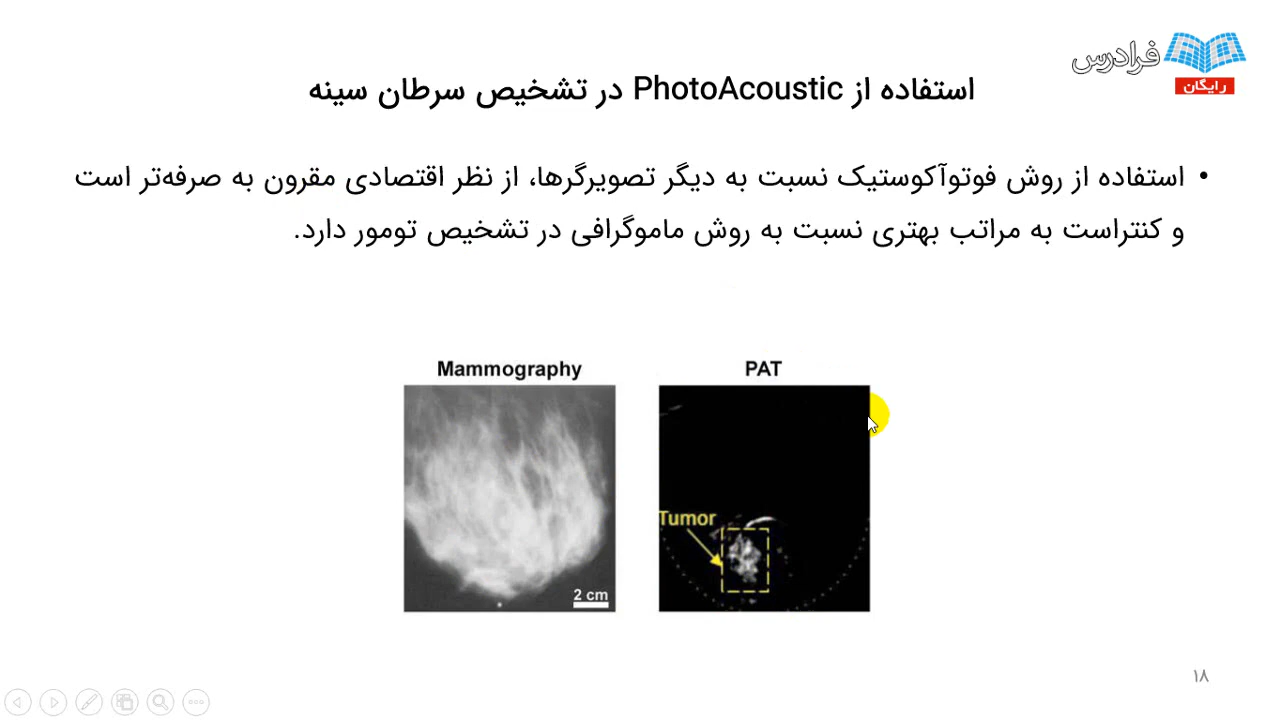 فرادرس
رایگان
استفاده از PhotoAcoustic در تشخیص سرطان سینه
• استفاده از روش فوتوآکوستیک نسبت به دیگر تصویرگرها، از نظر اقتصادی مقرون به صرفه‌تر است
و کنتراست به مراتب بهتری نسبت به روش ماموگرافی در تشخیص تومور دارد.
Mammography
PAT
Tumor
2 cm
۱۸